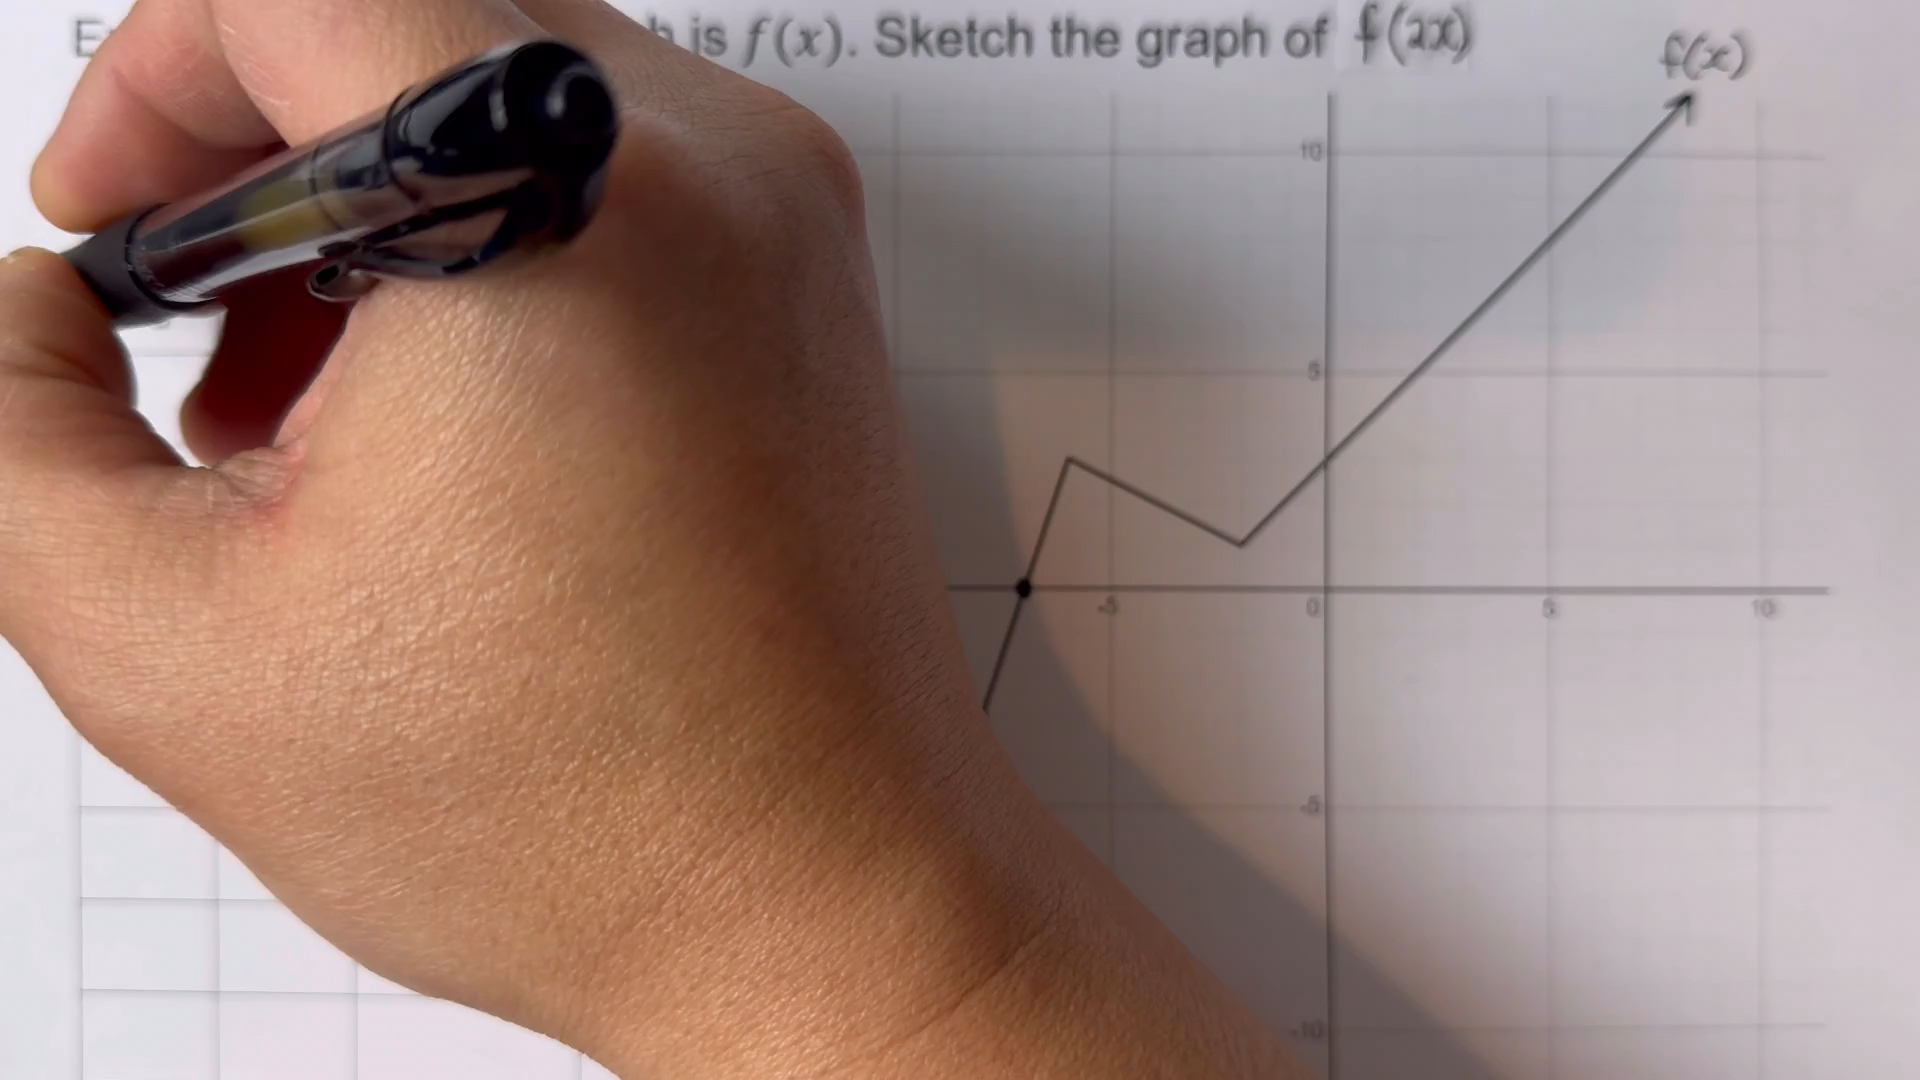 is f(x). Sketch the graph of f(2x)
f(x)
10
5
-5 0 5 10
-5
-10